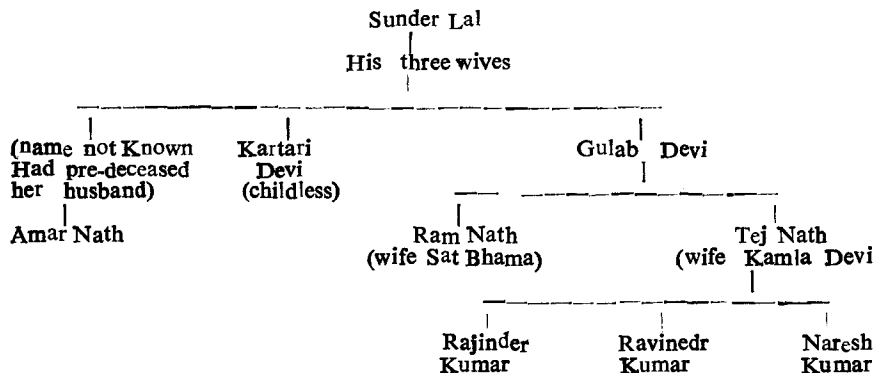 Sunder Lal
His three wives
(name not Known
Had pre-deceased
her husband)
Kartari
Devi
(childless)
Gulab Devi
Amar Nath
Ram Nath
(wife Sat Bhama)
Tej Nath
(wife Kamla Devi
Rajinder
Kumar
Ravinedr
Kumar
Naresh
Kumar